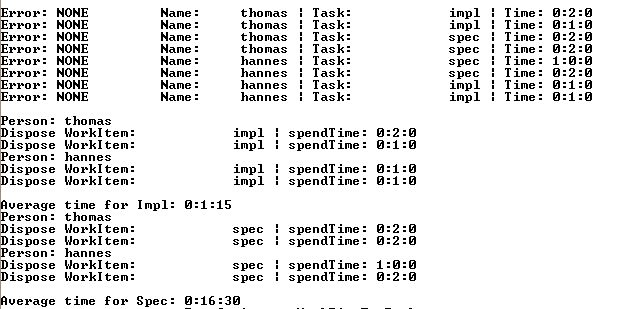 Error: NONE Name: thomas ¦ Task: impl ¦ Time: 0:2:0
Error: NONE Name: thomas ¦ Task: impl ¦ Time: 0:1:0
Error: NONE Name: thomas ¦ Task: spec ¦ Time: 0:2:0
Error: NONE Name: thomas ¦ Task: spec ¦ Time: 0:2:0
Error: NONE Name: hannes ¦ Task: spec ¦ Time: 1:0:0
Error: NONE Name: hannes ¦ Task: spec ¦ Time: 0:2:0
Error: NONE Name: hannes ¦ Task: impl ¦ Time: 0:1:0
Error: NONE Name: hannes ¦ Task: impl ¦ Time: 0:1:0
Person: thomas
Dispose WorkItem: impl ¦ spendTime: 0:2:0
Dispose WorkItem: impl ¦ spendTime: 0:1:0
Person: hannes
Dispose WorkItem: impl ¦ spendTime: 0:1:0
Dispose WorkItem: impl ¦ spendTime: 0:1:0
Average time for Impl: 0:1:15
Person: thomas
Dispose WorkItem: spec ¦ spendTime: 0:2:0
Dispose WorkItem: spec ¦ spendTime: 0:2:0
Person: hannes
Dispose WorkItem: spec ¦ spendTime: 1:0:0
Dispose WorkItem: spec ¦ spendTime: 0:2:0
Average time for Spec: 0:16:30